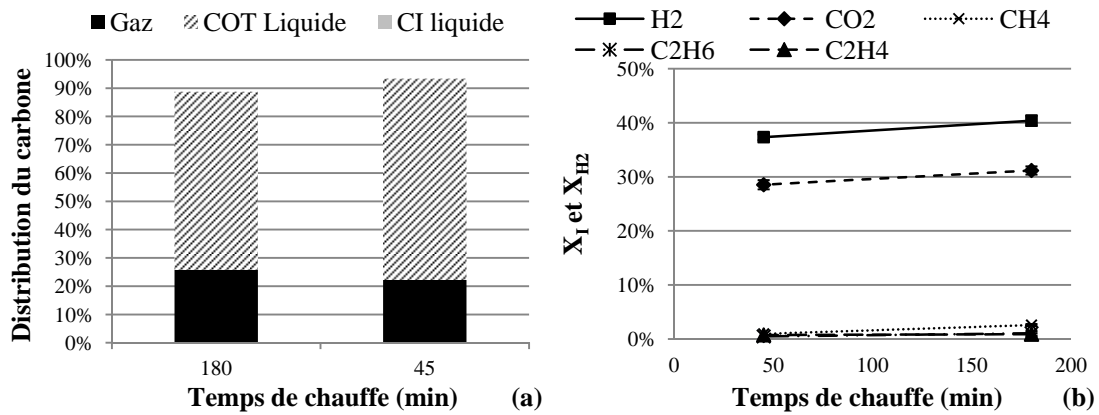 Gaz COT Liquide CI liquide
Distribution du carbone
100%
90%
80%
70%
60%
50%
40%
30%
20%
10%
0%
180 45
Temps de chauffe (min) (a)
H2 CO2 CH4
C2H6 C2H4
X_I et X_H2
50%
40%
30%
20%
10%
0%
0 50 100 150 200
Temps de chauffe (min) (b)